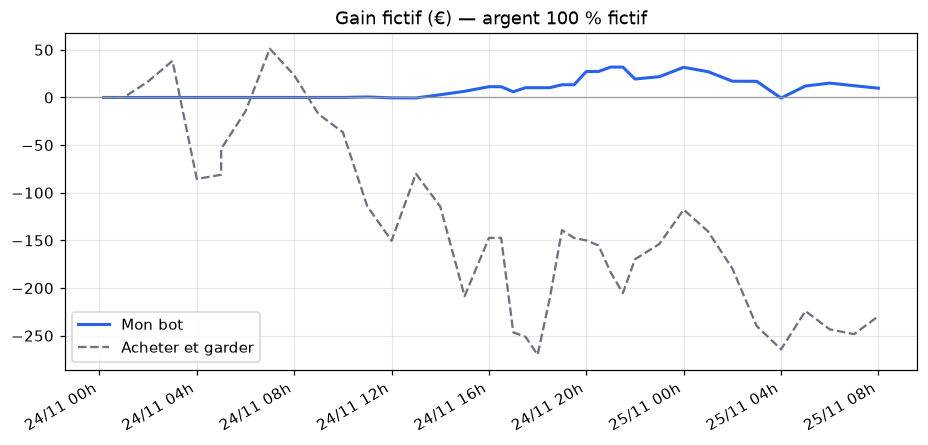 Gain fictif (€) — argent 100 % fictif
50
0
−50
−100
−150
−200
−250
Mon bot
Acheter et garder
24/11 00h
24/11 04h
24/11 08h
24/11 12h
24/11 16h
24/11 20h
25/11 00h
25/11 04h
25/11 08h